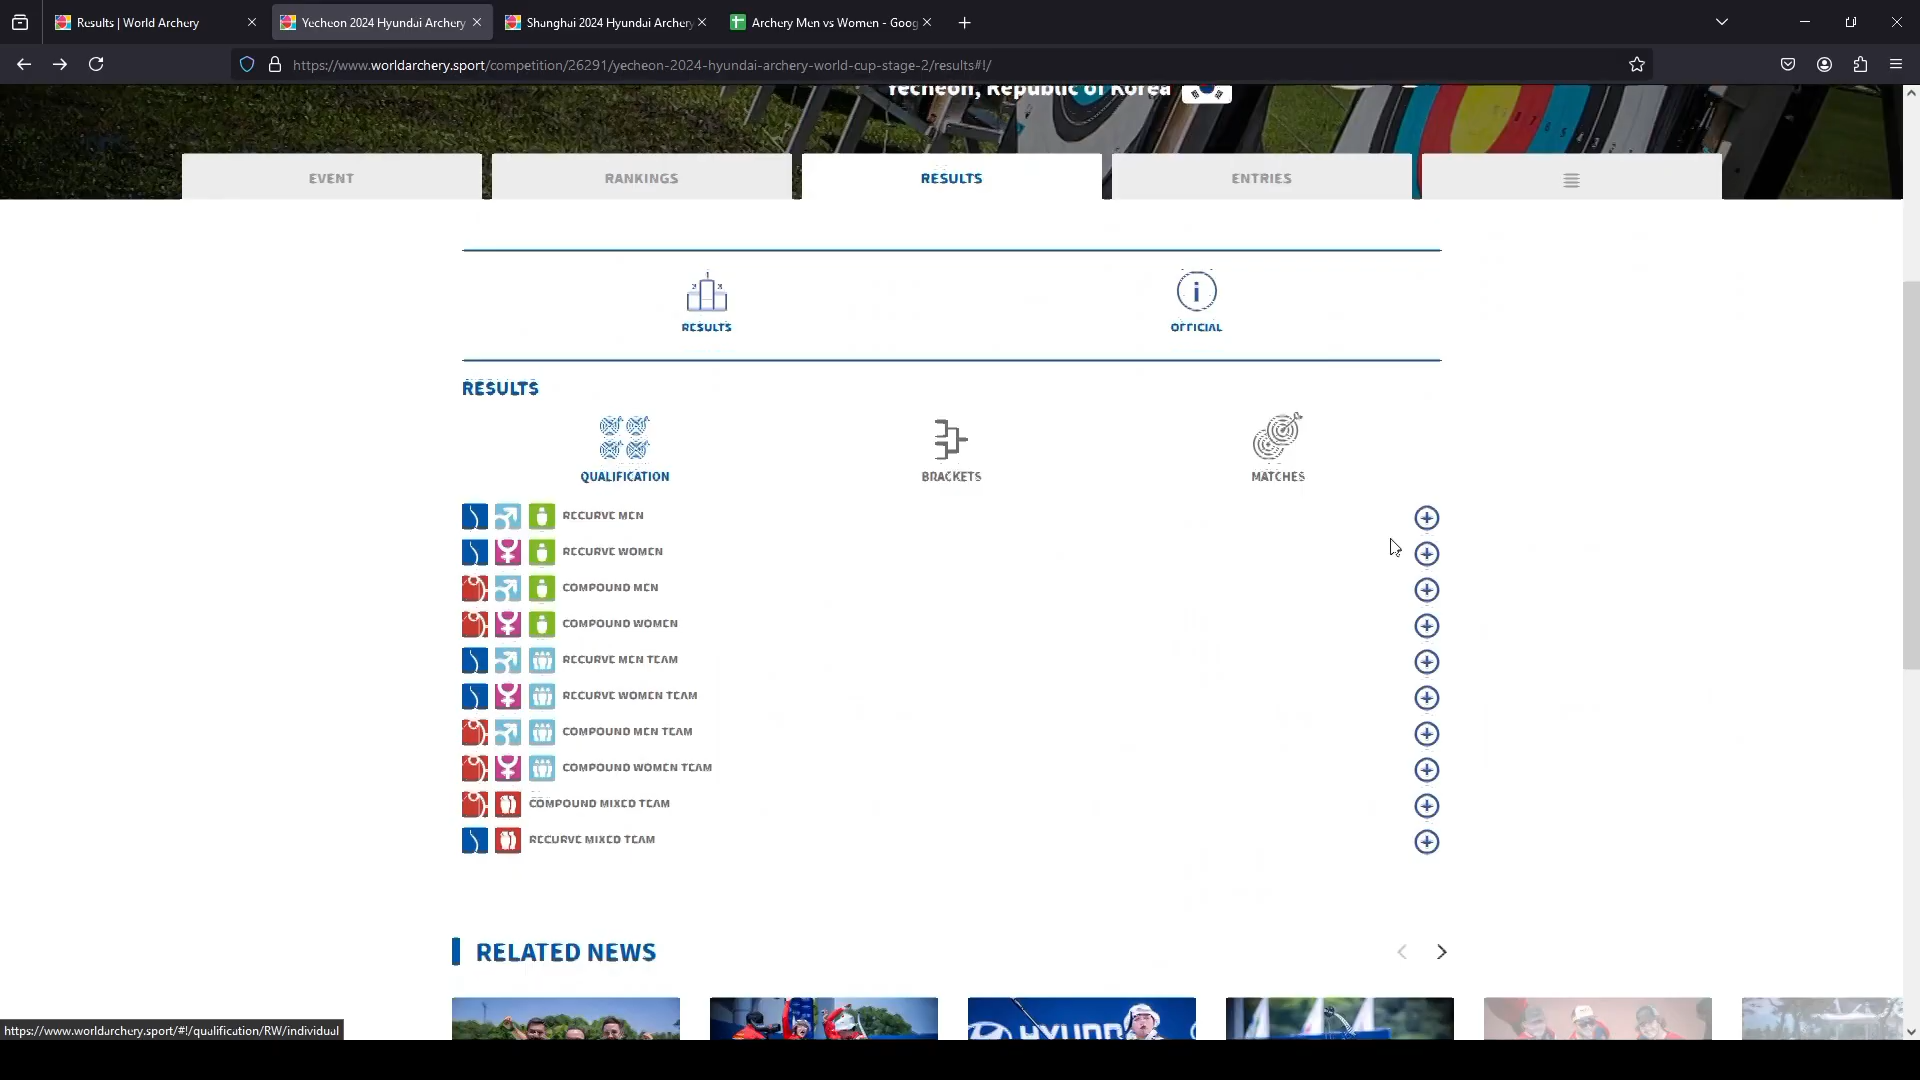 Results | World Archery
Yecheon 2024 Hyundai Archery
Shanghai 2024 Hyundai Archery
Archery Men vs Women - Goog
https://www.worldarchery.sport/competition/26291/yecheon-2024-hyundai-archery-world-cup-stage-2/results#!/
Yecheon, Republic of Korea
EVENT
RANKINGS
RESULTS
ENTRIES
RESULTS
OFFICIAL
RESULTS
QUALIFICATION
BRACKETS
MATCHES
RECURVE MEN
RECURVE WOMEN
COMPOUND MEN
COMPOUND WOMEN
RECURVE MEN TEAM
RECURVE WOMEN TEAM
COMPOUND MEN TEAM
COMPOUND WOMEN TEAM
COMPOUND MIXED TEAM
RECURVE MIXED TEAM
RELATED NEWS
HYUND
https://www.worldarchery.sport/#!/qualification/RW/individual